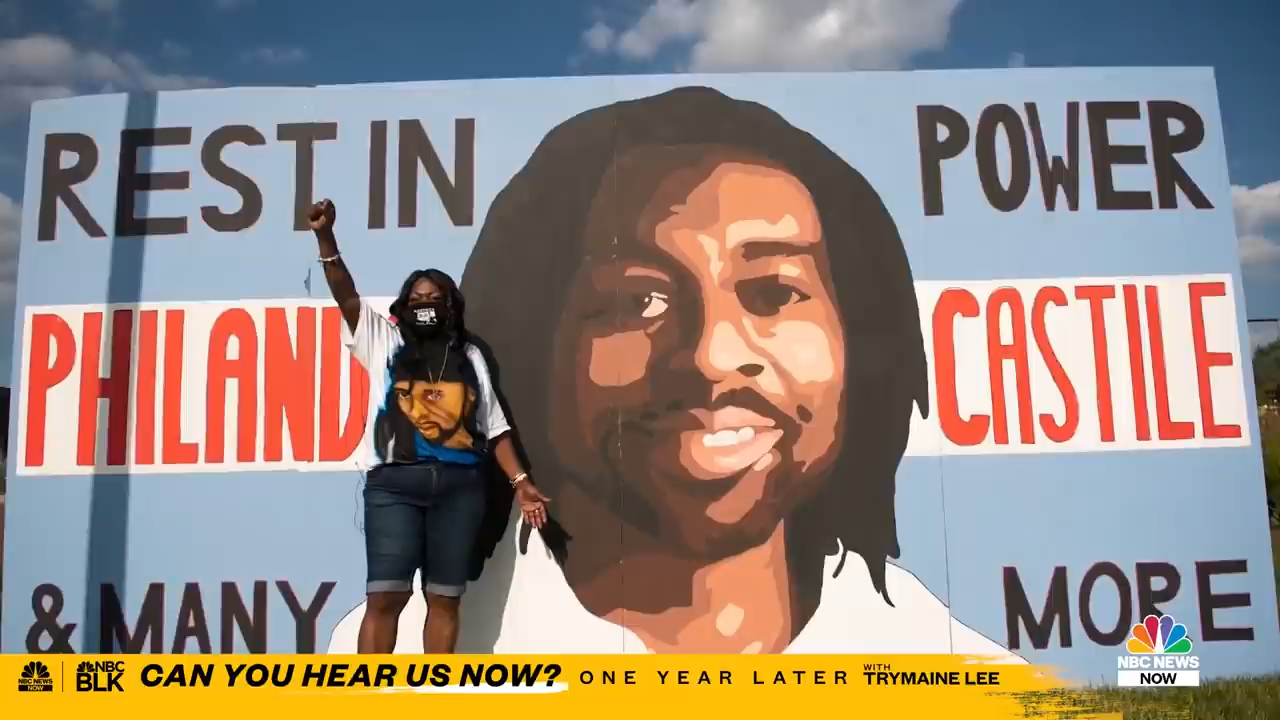 REST IN POWER
PHILAND CASTILE
& MANY MORE
NBC NEWS NOW
NBC BLK
CAN YOU HEAR US NOW? ONE YEAR LATER WITH TRYMAINE LEE
NBC NEWS
NOW